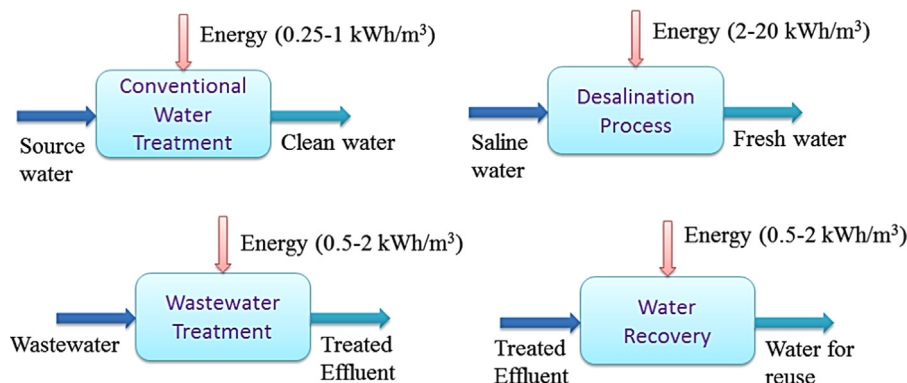 Energy (0.25-1 kWh/m³)
Conventional
Water
Treatment
Source
water
Clean water
Energy (2-20 kWh/m³)
Desalination
Process
Saline
water
Fresh water
Energy (0.5-2 kWh/m³)
Wastewater
Treatment
Wastewater
Treated
Effluent
Energy (0.5-2 kWh/m³)
Water
Recovery
Treated
Effluent
Water for
reuse